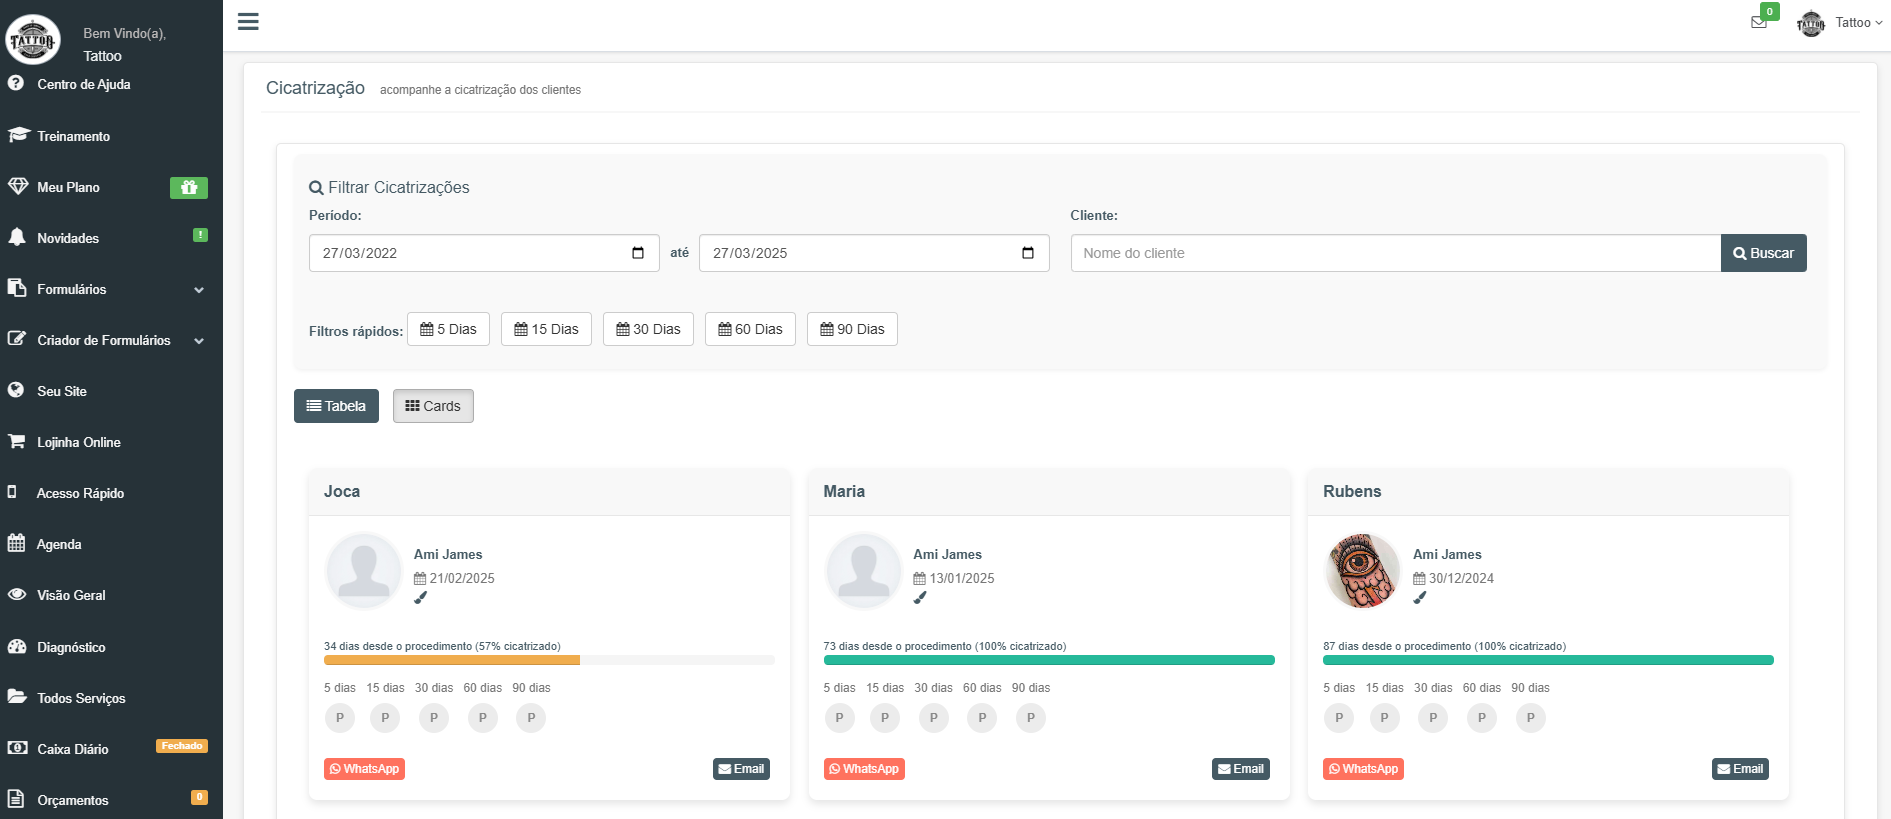 TATTOO
Bem Vindo(a),
Tattoo
Centro de Ajuda
Treinamento
Meu Plano
Novidades
!
Formulários
Criador de Formulários
Seu Site
Lojinha Online
Acesso Rápido
Agenda
Visão Geral
Diagnóstico
Todos Serviços
Caixa Diário
Fechado
Orçamentos
0
0
TATTOO
Tattoo
Cicatrização acompanhe a cicatrização dos clientes
Filtrar Cicatrizações
Período: Cliente:
27/03/2022 até 27/03/2025 Nome do cliente Buscar
Filtros rápidos: 5 Dias 15 Dias 30 Dias 60 Dias 90 Dias
Tabela Cards
Joca
Ami James
21/02/2025
34 dias desde o procedimento (57% cicatrizado)
5 dias 15 dias 30 dias 60 dias 90 dias
P P P P P
WhatsApp Email
Maria
Ami James
13/01/2025
73 dias desde o procedimento (100% cicatrizado)
5 dias 15 dias 30 dias 60 dias 90 dias
P P P P P
WhatsApp Email
Rubens
Ami James
30/12/2024
87 dias desde o procedimento (100% cicatrizado)
5 dias 15 dias 30 dias 60 dias 90 dias
P P P P P
WhatsApp Email